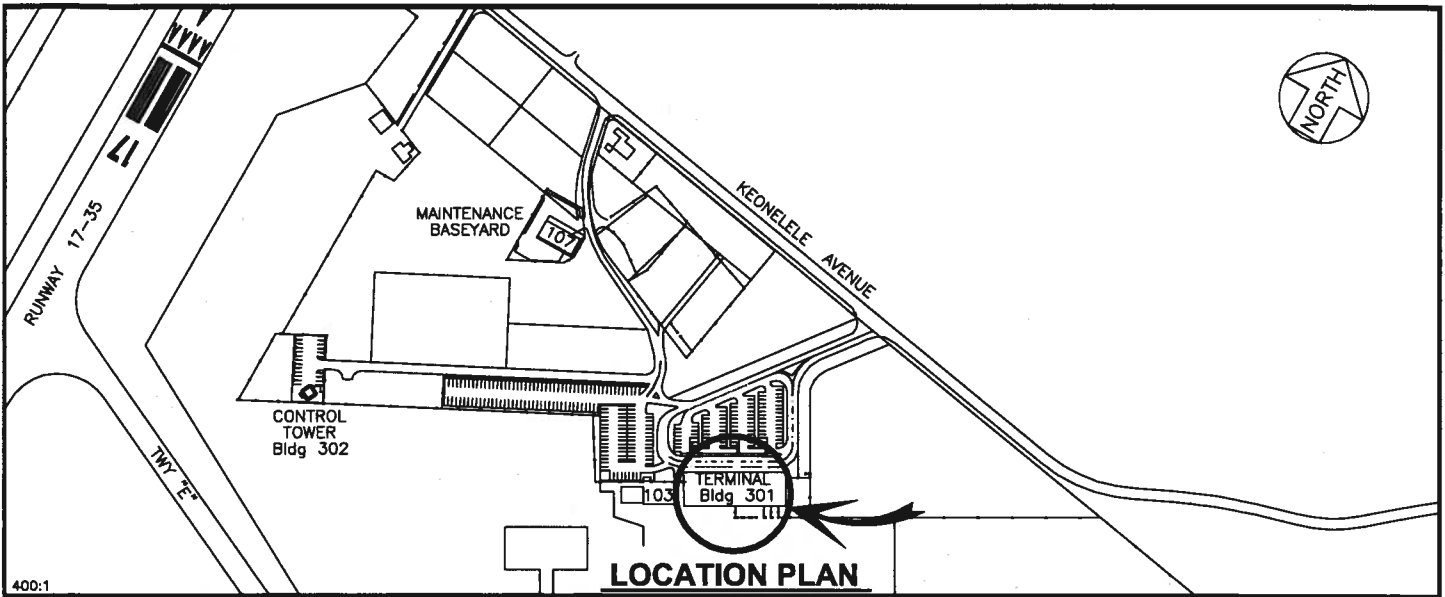 17
RUNWAY 17-35
NORTH
KEONELELE AVENUE
MAINTENANCE
BASEYARD
107
CONTROL
TOWER
Bldg 302
TWY "E"
103
TERMINAL
Bldg 301
LOCATION PLAN
400:1